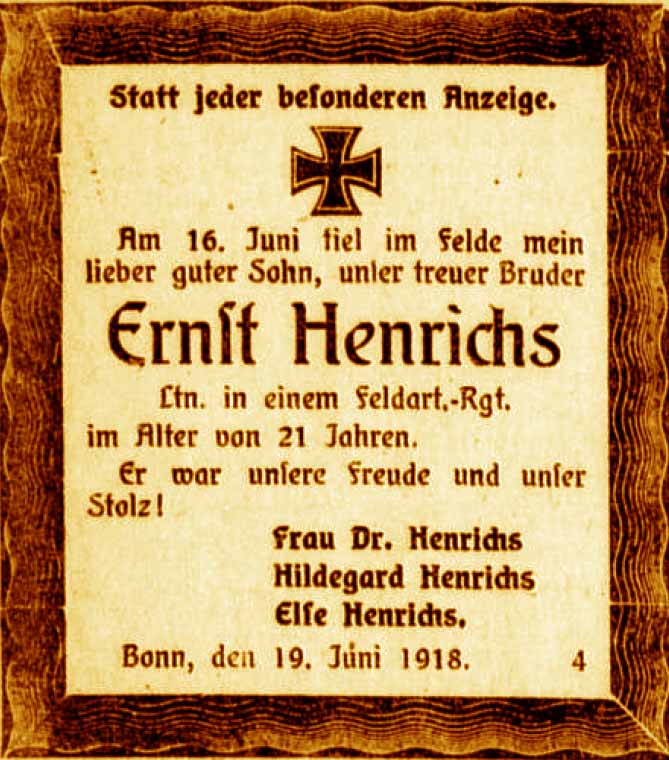 Statt jeder beſonderen Anzeige.
Am 16. Juni fiel im Felde mein
lieber guter Sohn, unſer treuer Bruder
Ernſt Henrichs
Ltn. in einem Feldart.-Rgt.
im Alter von 21 Jahren.
Er war unſere Freude und unſer
Stolz!
Frau Dr. Henrichs
Hildegard Henrichs
Elſe Henrichs.
Bonn, den 19. Juni 1918. 4